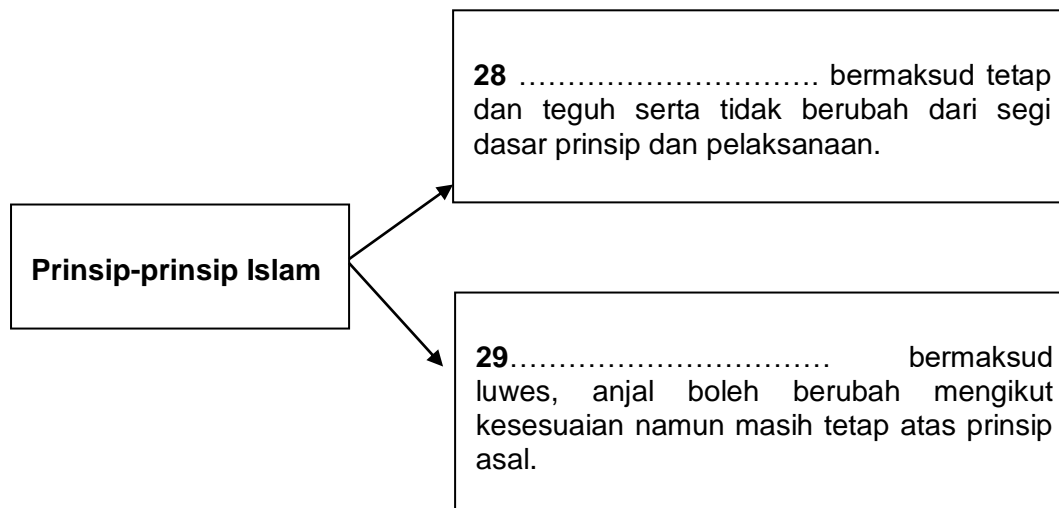 28 …………………………. bermaksud tetap
dan teguh serta tidak berubah dari segi
dasar prinsip dan pelaksanaan.
Prinsip-prinsip Islam
29…………………………. bermaksud
luwes, anjal boleh berubah mengikut
kesesuaian namun masih tetap atas prinsip
asal.